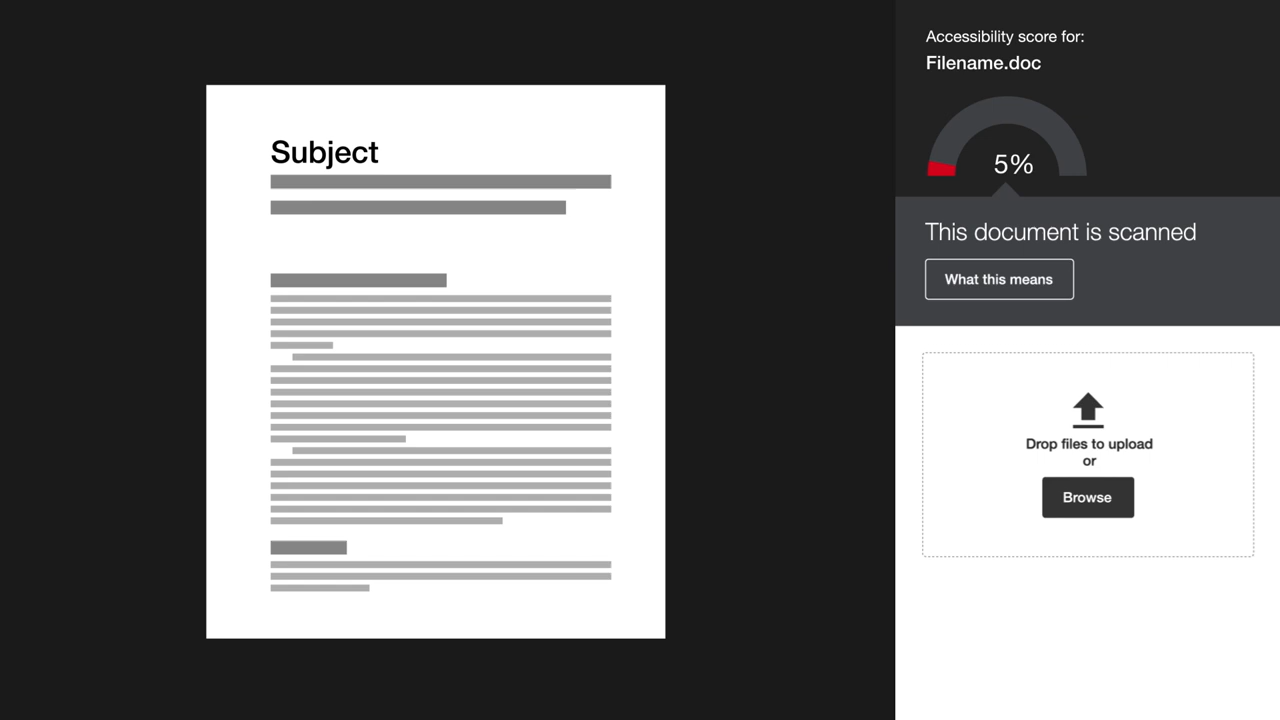 Subject
Accessibility score for:
Filename.doc
5%
This document is scanned
What this means
Drop files to upload
or
Browse